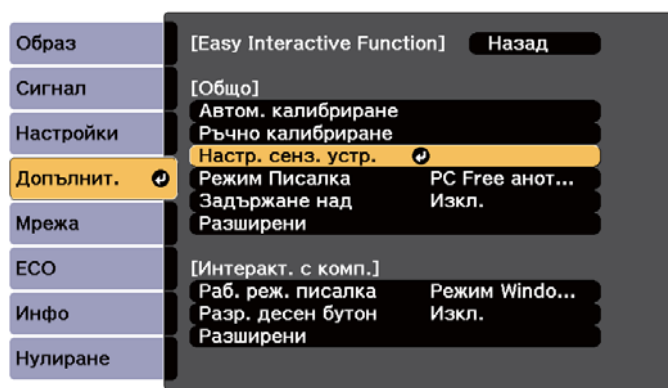 Образ
Сигнал
Настройки
Допълнит.
Мрежа
ECO
Инфо
Нулиране
[Easy Interactive Function] Назад
[Общо]
Автом. калибриране
Ръчно калибриране
Настр. сенз. устр.
Режим Писалка PC Free анот...
Задържане над Изкл.
Разширени
[Интеракт. с комп.]
Раб. реж. писалка Режим Windo...
Разр. десен бутон Изкл.
Разширени